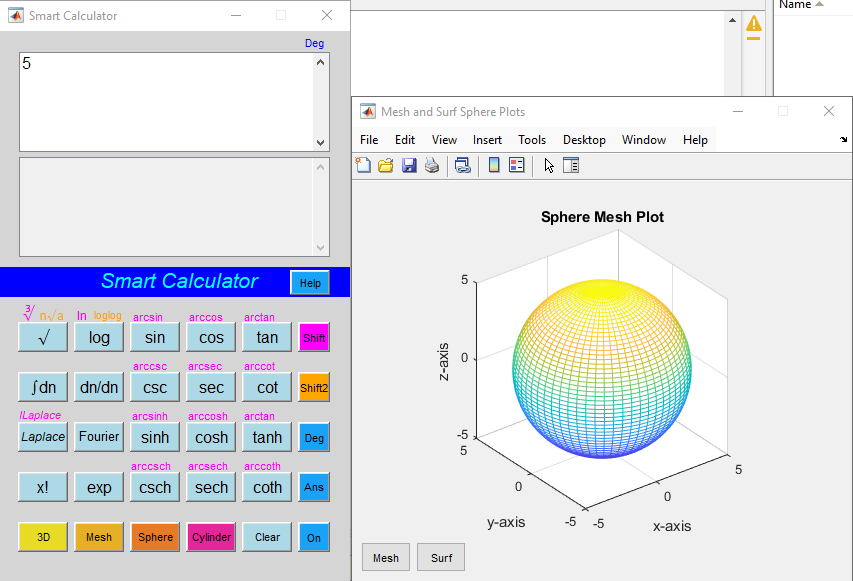 Smart Calculator
Name
Deg
5
Mesh and Surf Sphere Plots
File Edit View Insert Tools Desktop Window Help
Sphere Mesh Plot
5
0
-5
z-axis
5
0
-5
y-axis
-5
0
5
x-axis
Mesh Surf
Smart Calculator Help
3/ n√a ln loglog arcsin arccos arctan
√ log sin cos tan Shift
arccsc arcsec arccot
∫dn dn/dn csc sec cot Shift2
ILaplace arcsinh arccosh arctan
Laplace Fourier sinh cosh tanh Deg
arccsch arcsech arccoth
x! exp csch sech coth Ans
3D Mesh Sphere Cylinder Clear On